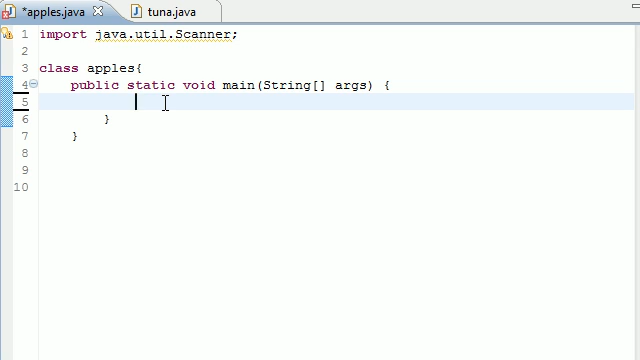 *apples.java tuna.java
1 import java.util.Scanner;
2
3 class apples{
4 public static void main(String[] args) {
5
6 }
7 }
8
9
10